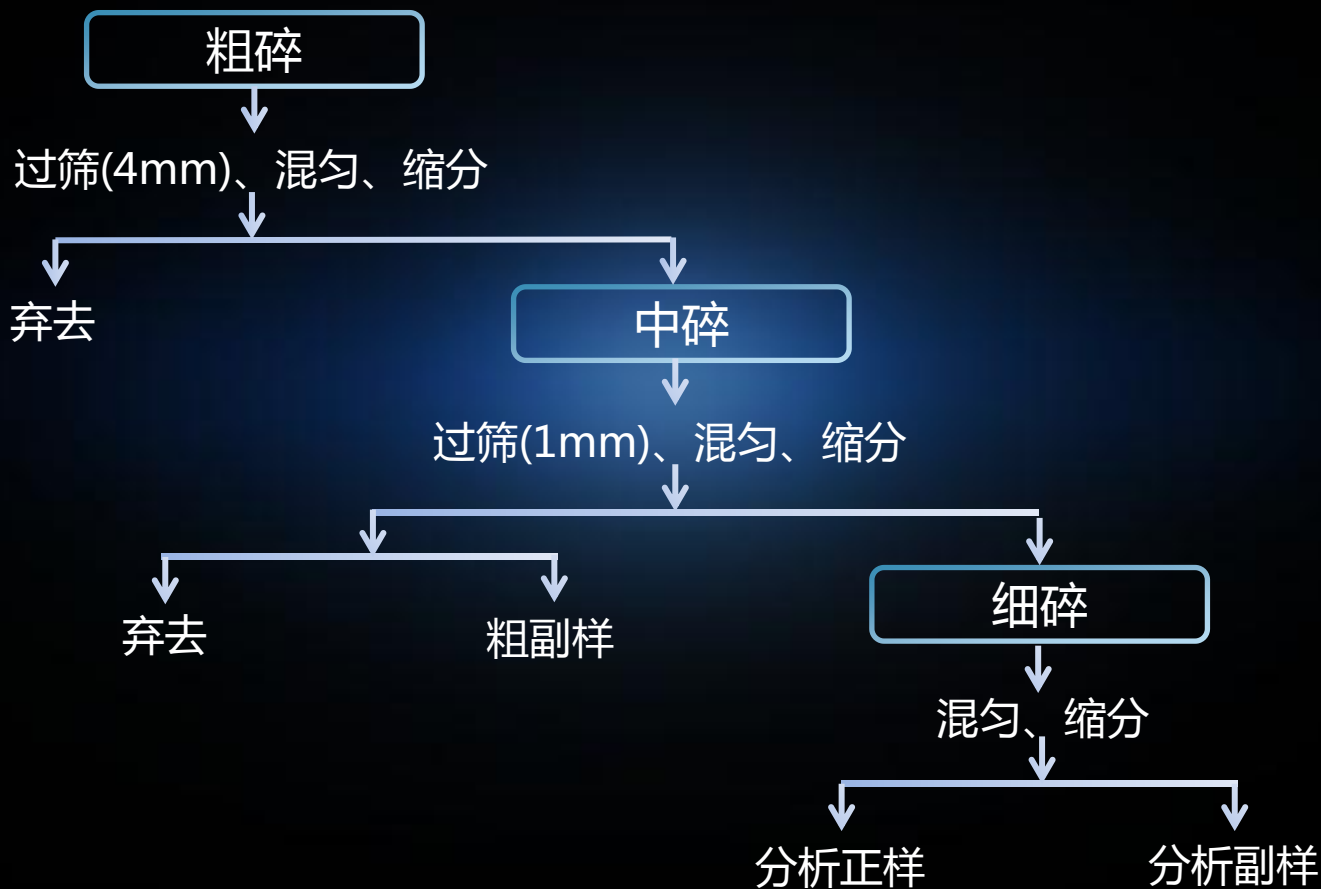 粗碎
过筛(4mm)、混匀、缩分
弃去
中碎
过筛(1mm)、混匀、缩分
弃去
粗副样
细碎
混匀、缩分
分析正样
分析副样